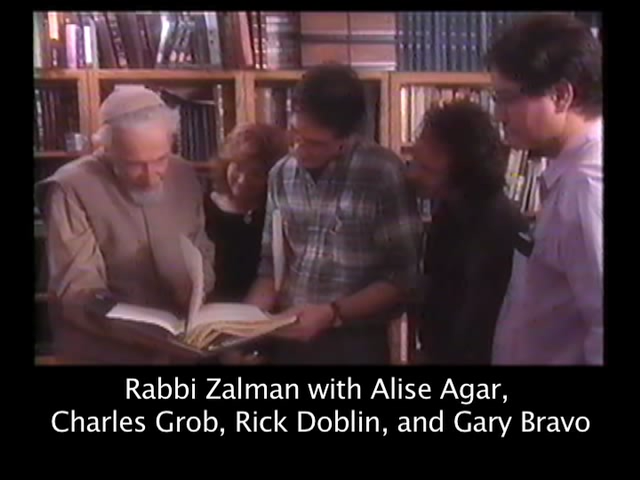 Rabbi Zalman with Alise Agar,
Charles Grob, Rick Doblin, and Gary Bravo